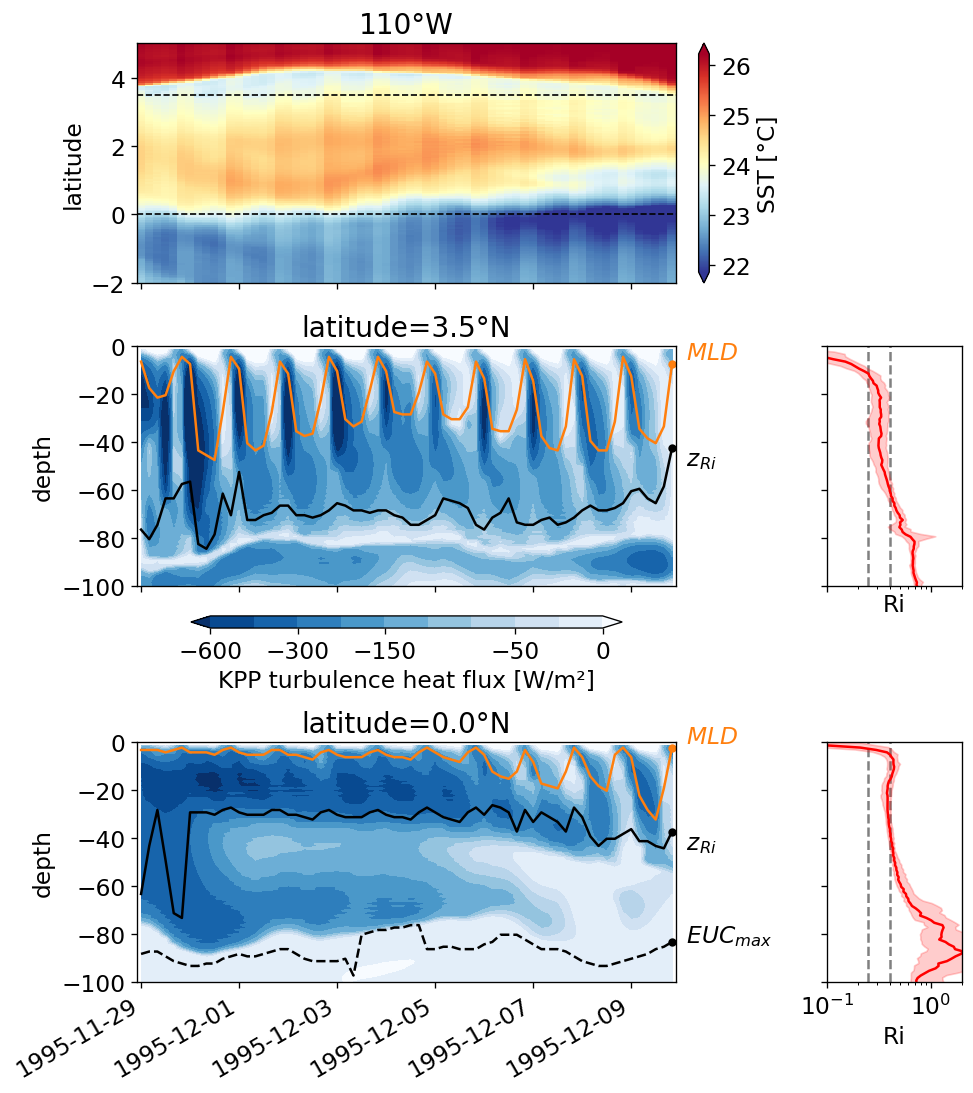 110°W
4
2
0
−2
latitude
26
25
24
23
22
SST [°C]
latitude=3.5°N
0
−20
−40
−60
−80
−100
depth
MLD
z_Ri
Ri
−600 −300 −150 −50 0
KPP turbulence heat flux [W/m²]
latitude=0.0°N
0
−20
−40
−60
−80
−100
depth
MLD
z_Ri
EUC_max
1995-11-29 1995-12-01 1995-12-03 1995-12-05 1995-12-07 1995-12-09
10⁻¹ 10⁰
Ri